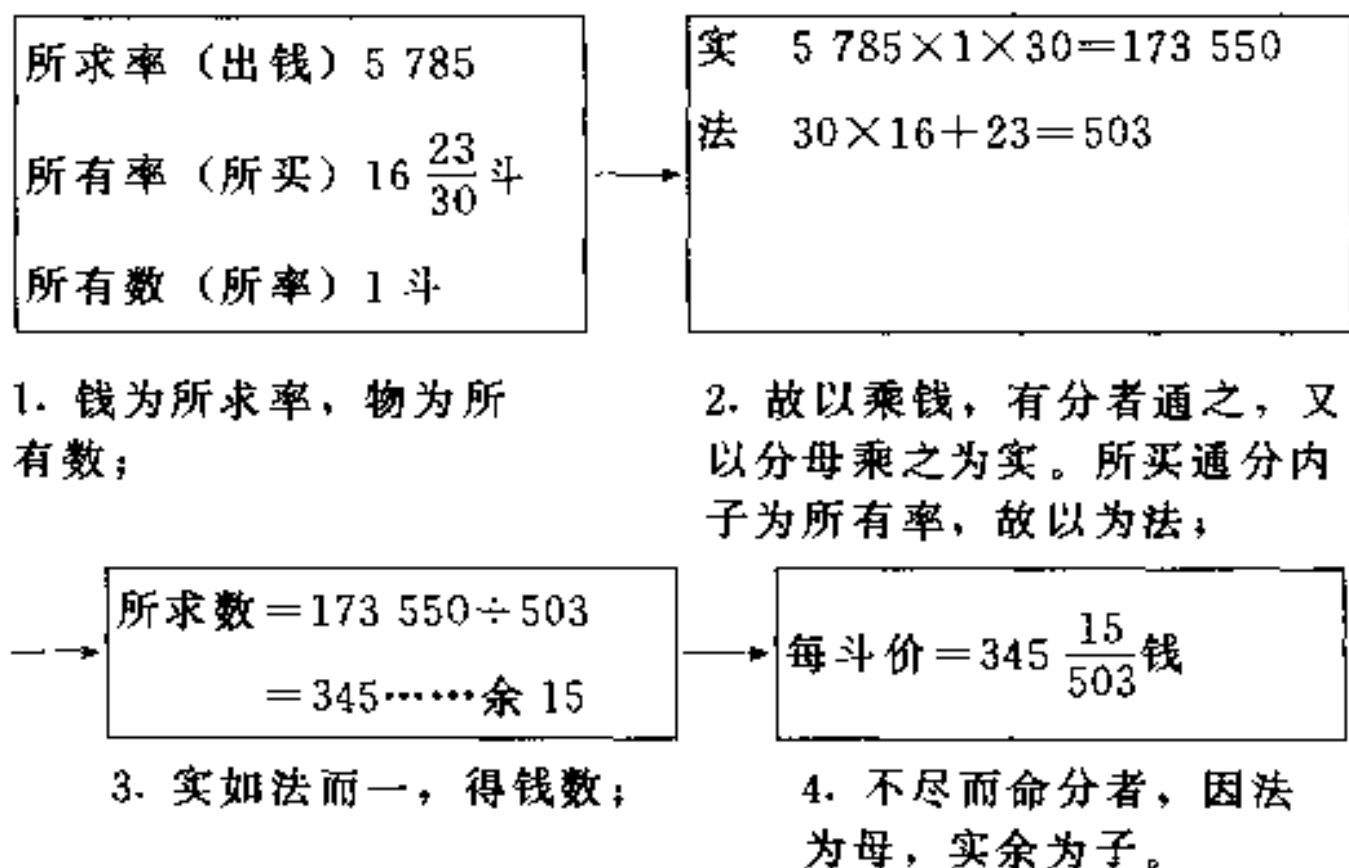 所求率（出钱）5 785
所有率（所买）16 23/30 斗
所有数（所率）1 斗
实 5 785×1×30=173 550
法 30×16+23=503
1. 钱为所求率，物为所
有数；
2. 故以乘钱，有分者通之，又
以分母乘之为实。所买通分内
子为所有率，故以为法；
所求数=173 550÷503
=345……余 15
每斗价=345 15/503 钱
3. 实如法而一，得钱数；
4. 不尽而命分者，因法
为母，实余为子。